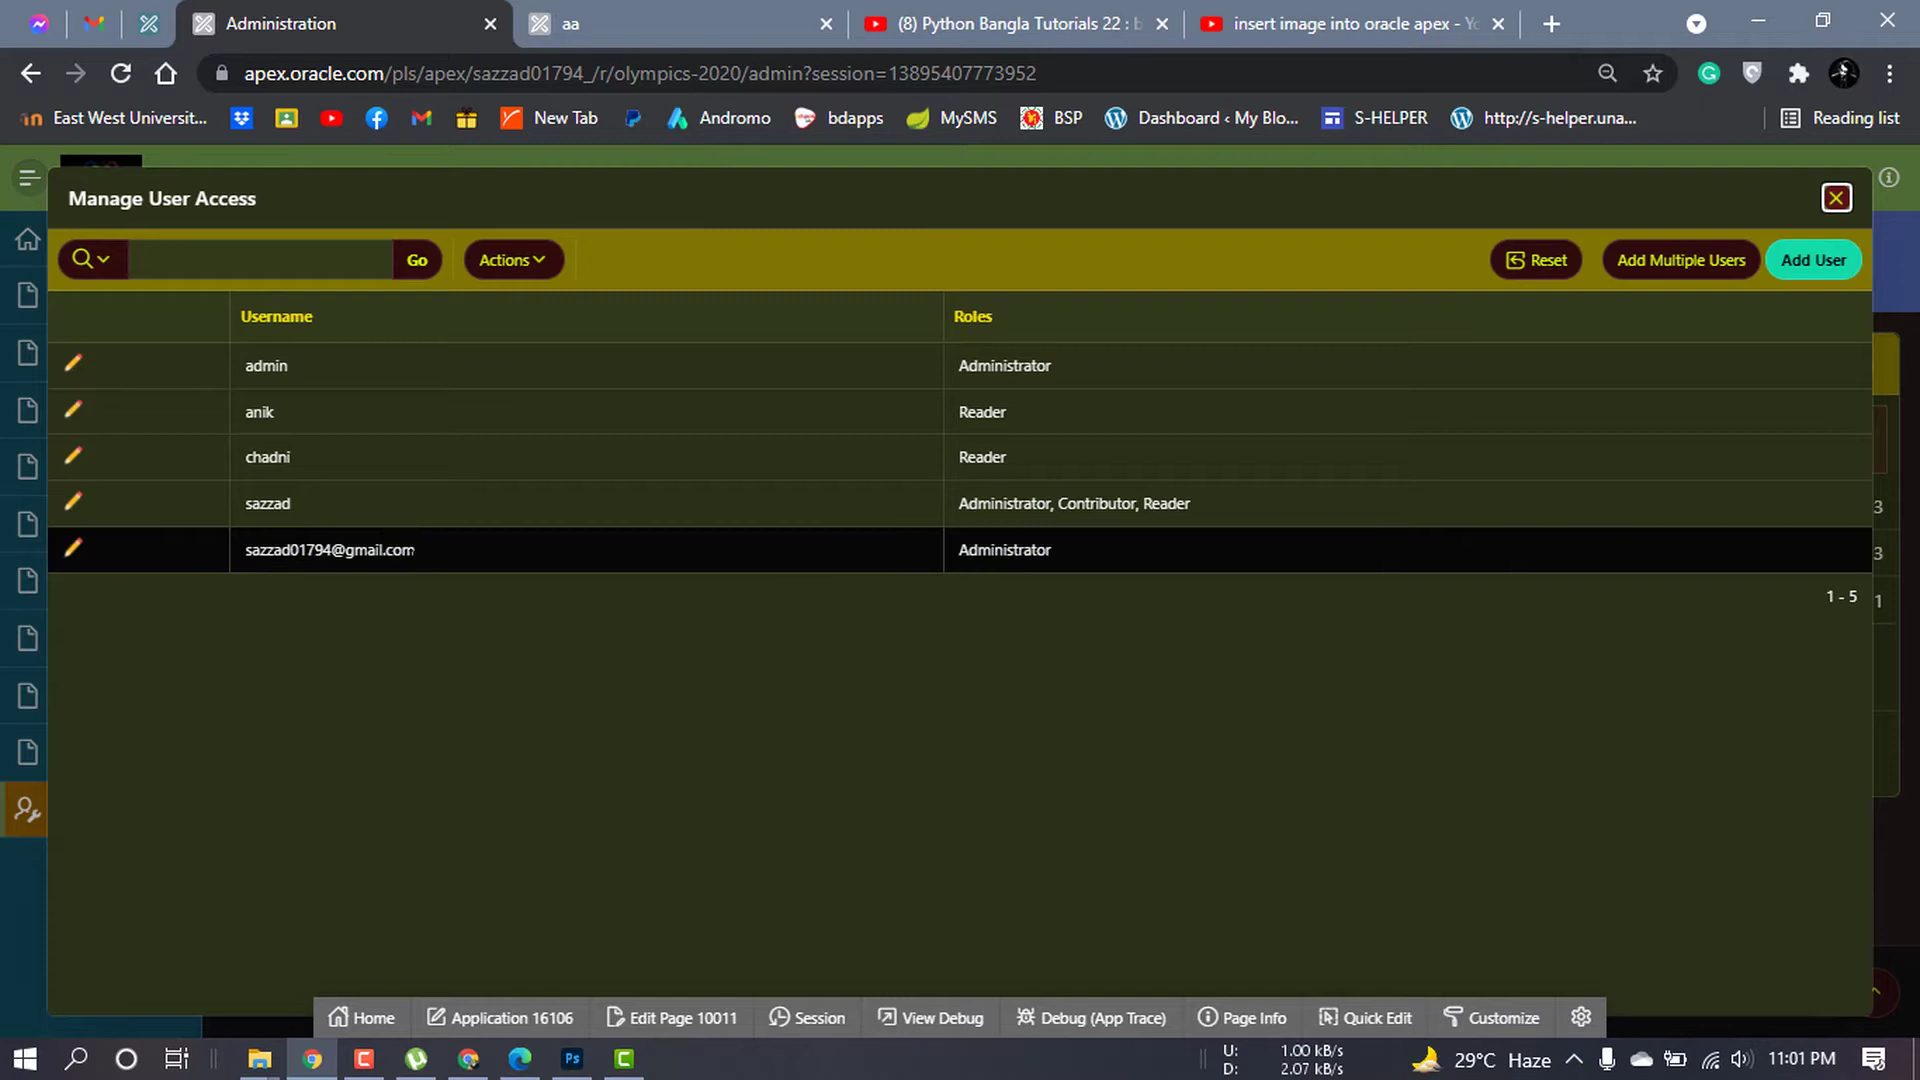 Administration
aa
(8) Python Bangla Tutorials 22 : b
insert image into oracle apex - Yo
apex.oracle.com/pls/apex/sazzad01794_/r/olympics-2020/admin?session=13895407773952
East West Universit...
New Tab
Andromo
bdapps
MySMS
BSP
Dashboard ‹ My Blo...
S-HELPER
http://s-helper.una...
Reading list
Manage User Access
Go
Actions
Reset
Add Multiple Users
Add User
Username
Roles
admin
Administrator
anik
Reader
chadni
Reader
sazzad
Administrator, Contributor, Reader
3
sazzad01794@gmail.com
Administrator
3
1 - 5
1
Home
Application 16106
Edit Page 10011
Session
View Debug
Debug (App Trace)
Page Info
Quick Edit
Customize
U: 1.00 kB/s
D: 2.07 kB/s
29°C Haze
11:01 PM